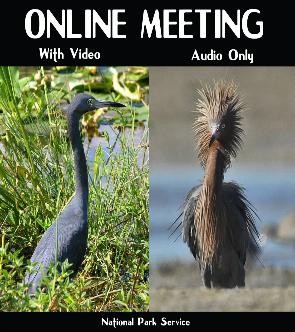 ONLINE MEETING
With Video
Audio Only
National Park Service